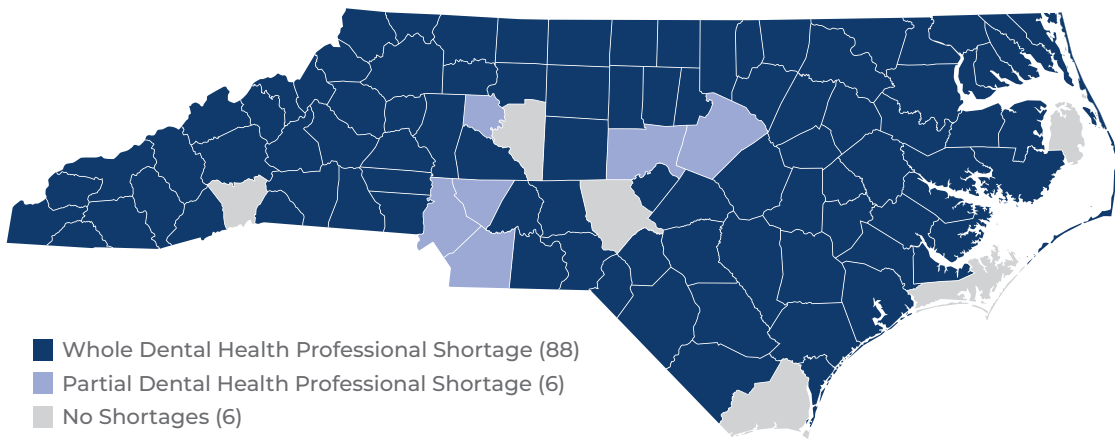 Whole Dental Health Professional Shortage (88)
Partial Dental Health Professional Shortage (6)
No Shortages (6)